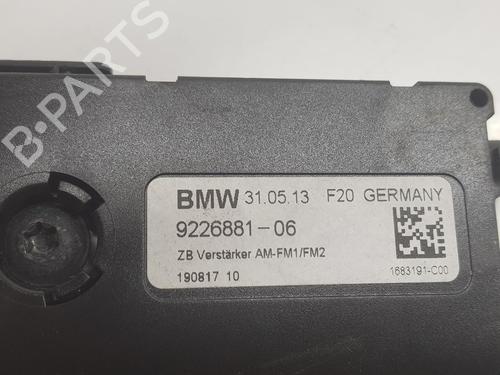 B-PARTS
BMW 31.05.13 F20 GERMANY
9226881-06
ZB Verstärker AM-FM1/FM2
190817 10
1683191-C00